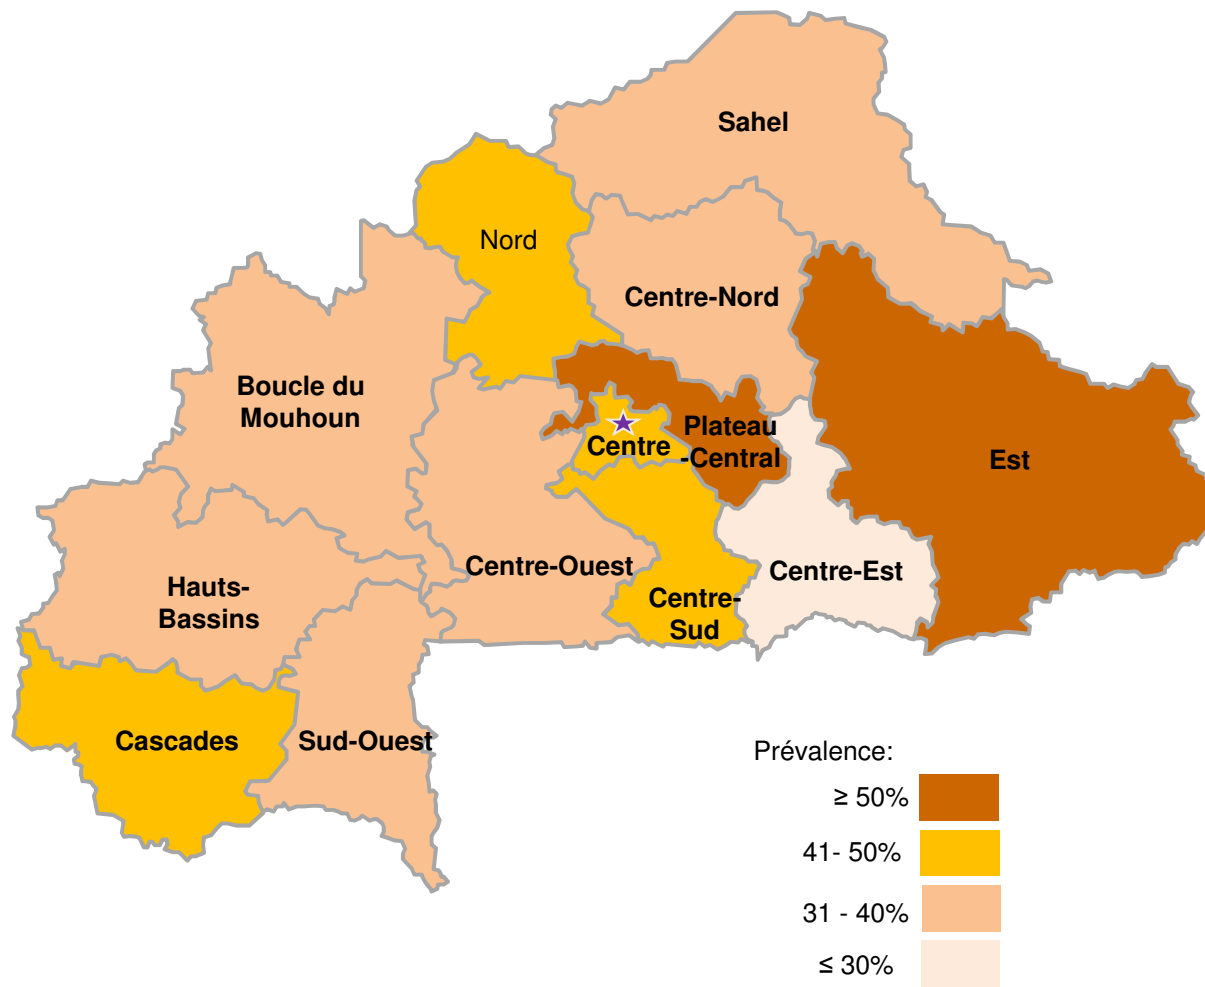 Sahel
Nord
Centre-Nord
Boucle du
Mouhoun
Plateau
-Central
Centre
Est
Centre-Ouest
Centre-Est
Hauts-
Bassins
Centre-
Sud
Cascades
Sud-Ouest
Prévalence:
≥ 50%
41- 50%
31 - 40%
≤ 30%